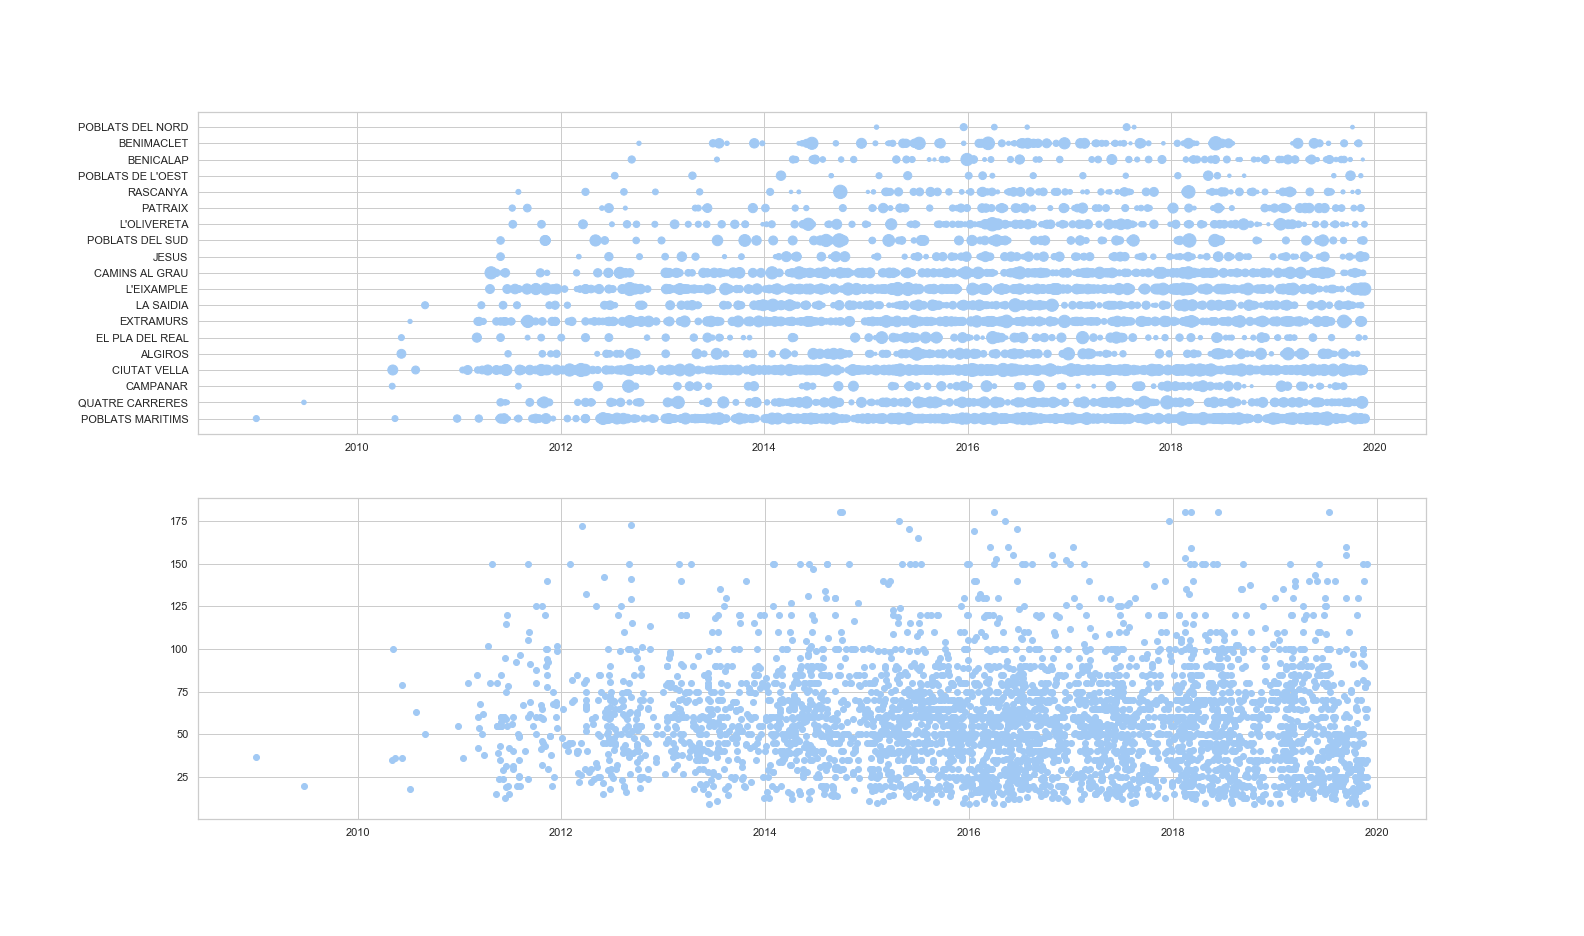 POBLATS DEL NORD
BENIMACLET
BENICALAP
POBLATS DE L'OEST
RASCANYA
PATRAIX
L'OLIVERETA
POBLATS DEL SUD
JESUS
CAMINS AL GRAU
L'EIXAMPLE
LA SAIDIA
EXTRAMURS
EL PLA DEL REAL
ALGIROS
CIUTAT VELLA
CAMPANAR
QUATRE CARRERES
POBLATS MARITIMS
2010 2012 2014 2016 2018 2020
175
150
125
100
75
50
25
2010 2012 2014 2016 2018 2020